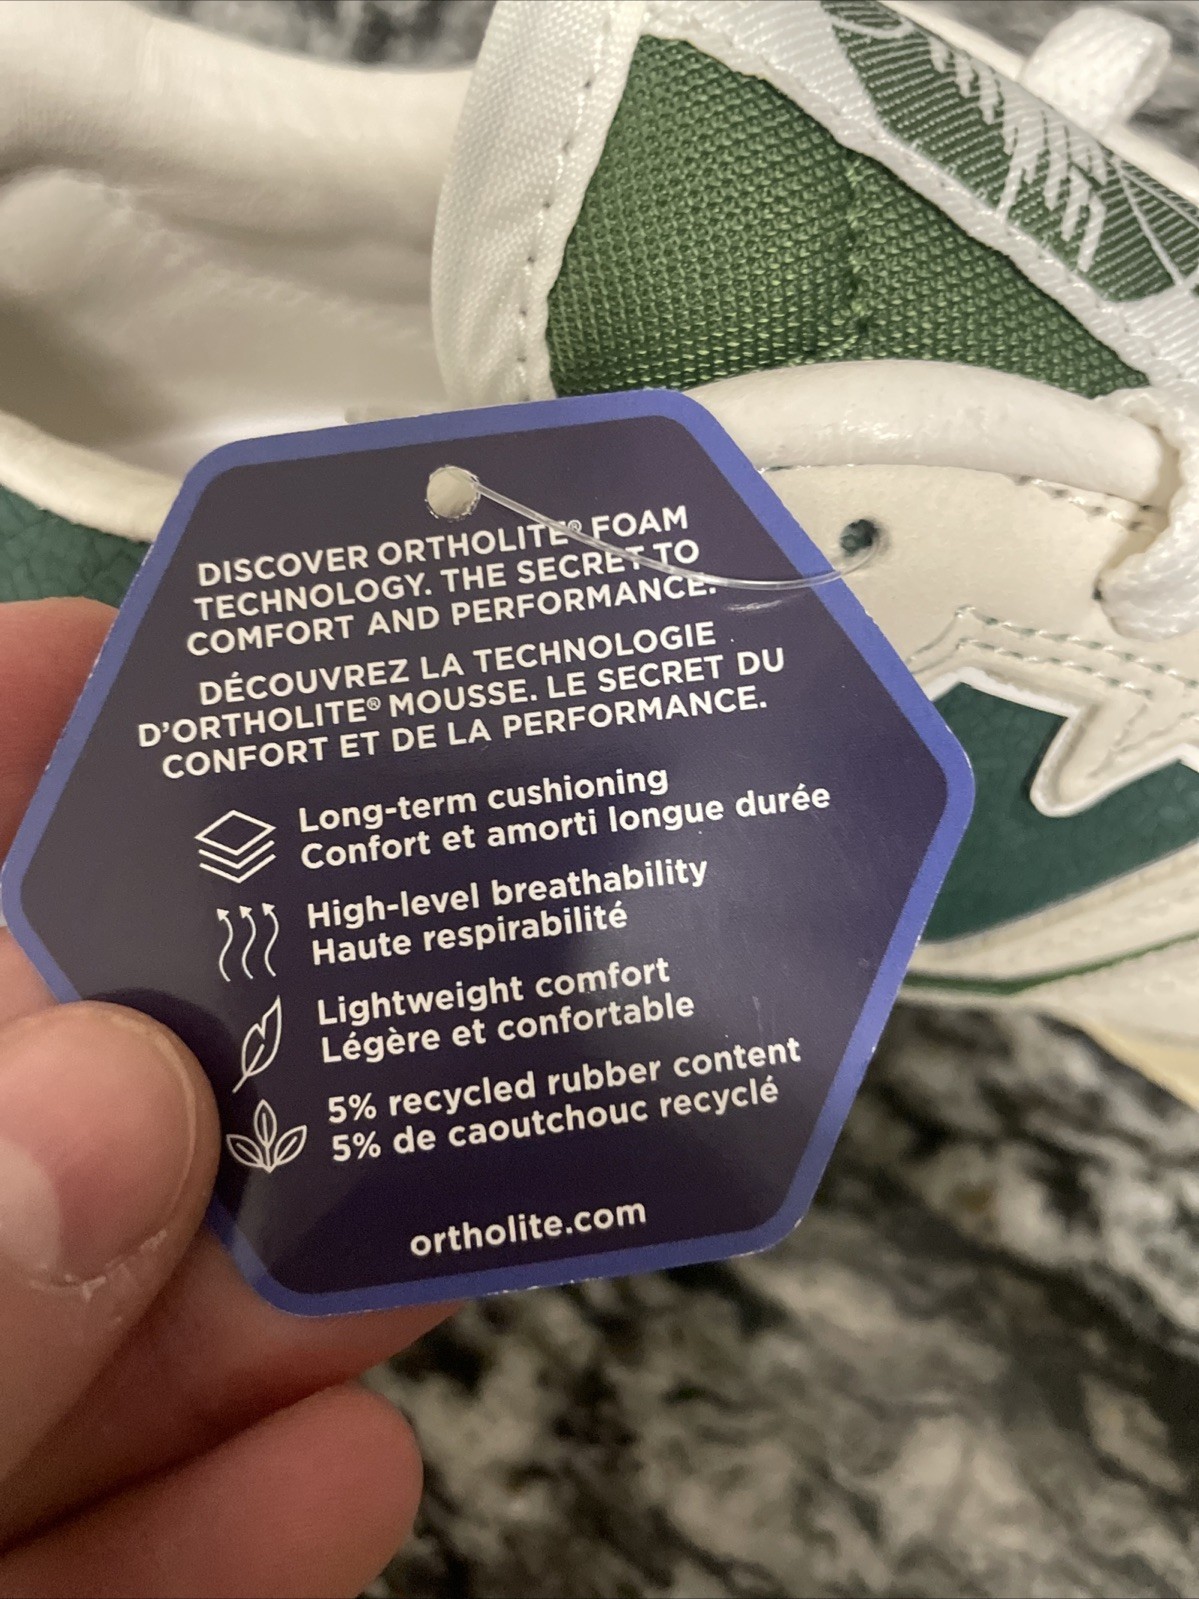 DISCOVER ORTHOLITE® FOAM
TECHNOLOGY. THE SECRET TO
COMFORT AND PERFORMANCE.
DÉCOUVREZ LA TECHNOLOGIE
D'ORTHOLITE® MOUSSE. LE SECRET DU
CONFORT ET DE LA PERFORMANCE.
Long-term cushioning
Confort et amorti longue durée
High-level breathability
Haute respirabilité
Lightweight comfort
Légère et confortable
5% recycled rubber content
5% de caoutchouc recyclé
ortholite.com